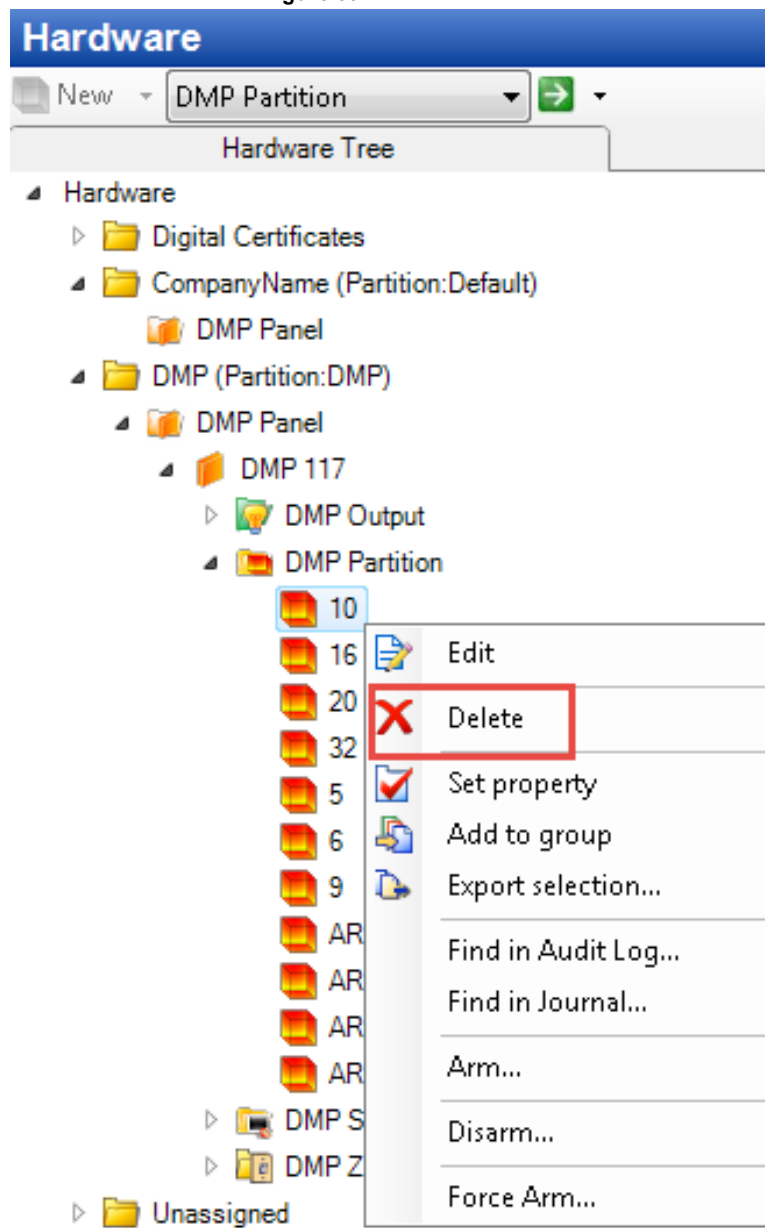 Hardware
New DMP Partition
Hardware Tree
Hardware
Digital Certificates
CompanyName (Partition:Default)
DMP Panel
DMP (Partition:DMP)
DMP Panel
DMP 117
DMP Output
DMP Partition
10
16
20
32
5
6
9
AR
AR
AR
AR
DMP S
DMP Z
Unassigned
Edit
Delete
Set property
Add to group
Export selection...
Find in Audit Log...
Find in Journal...
Arm...
Disarm...
Force Arm...